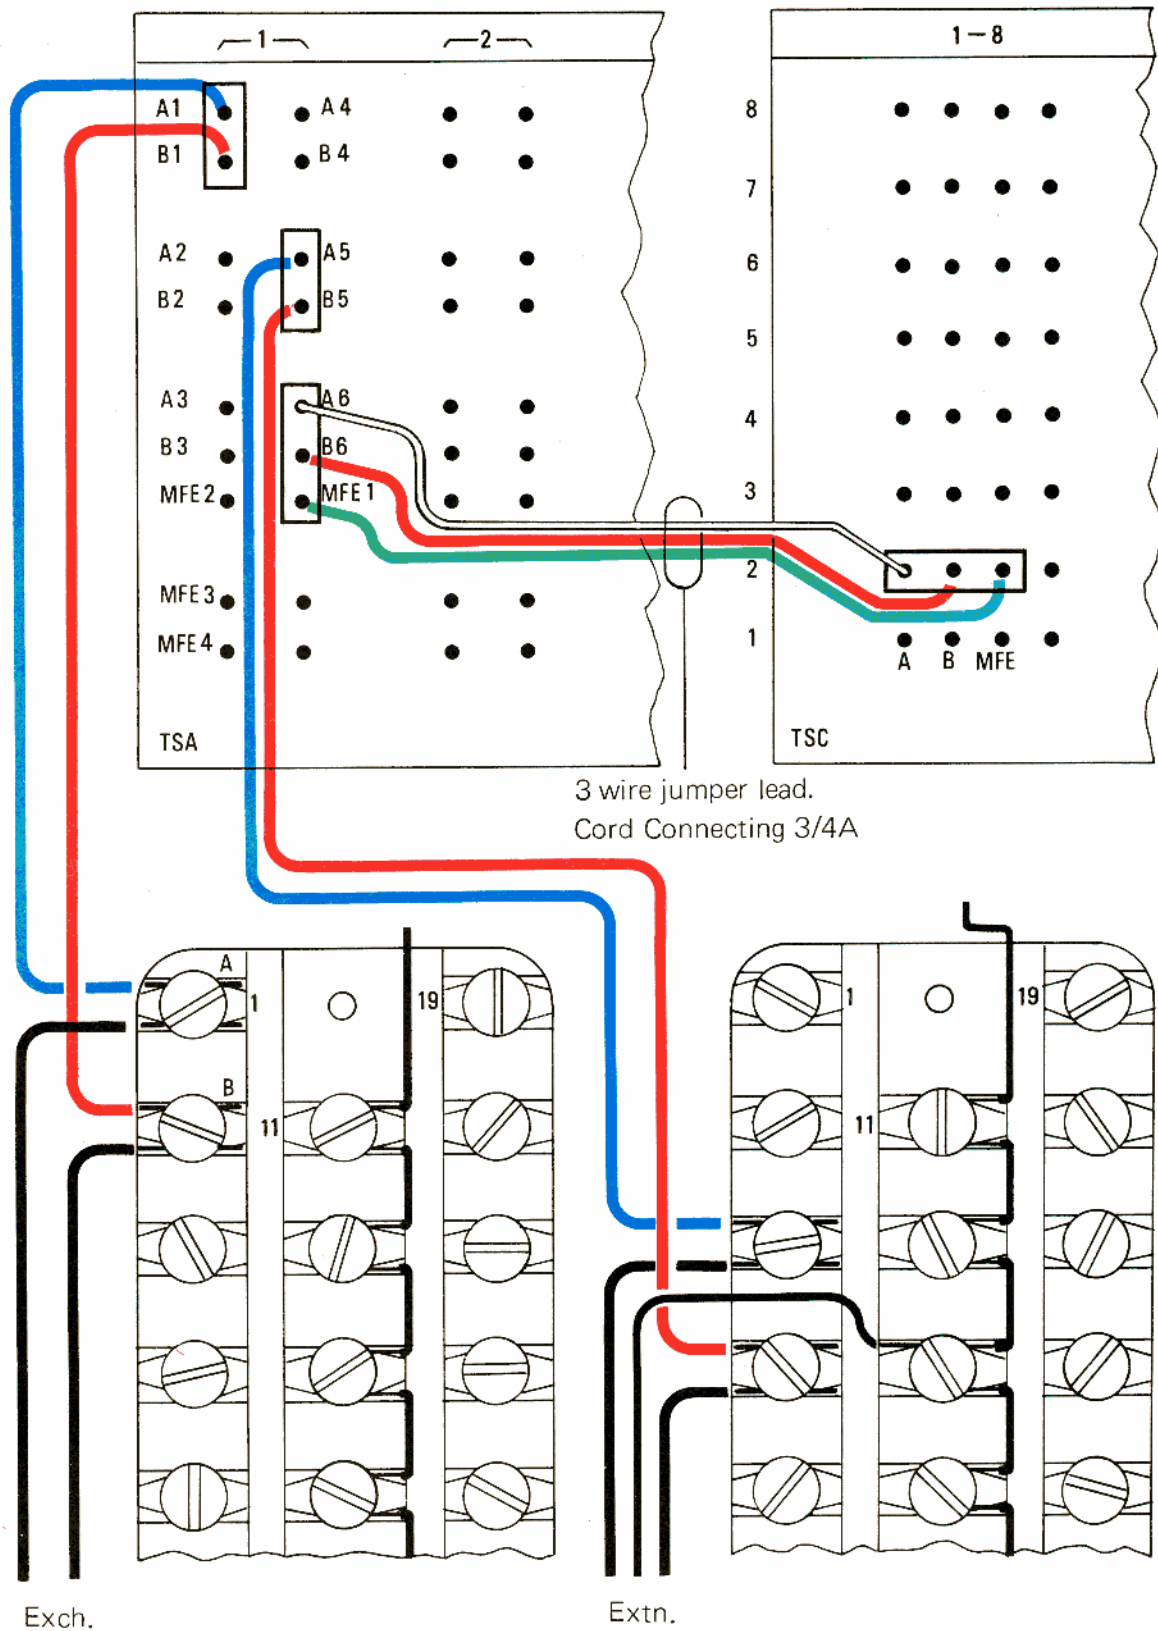 1
2
1-8
A1
A4
B1
B4
A2
A5
B2
B5
A3
A6
B3
B6
MFE2
MFE1
MFE3
MFE4
TSA
8
7
6
5
4
3
2
1
A B MFE
TSC
3 wire jumper lead.
Cord Connecting 3/4A
A
1
19
B
11
1
19
11
Exch.
Extn.